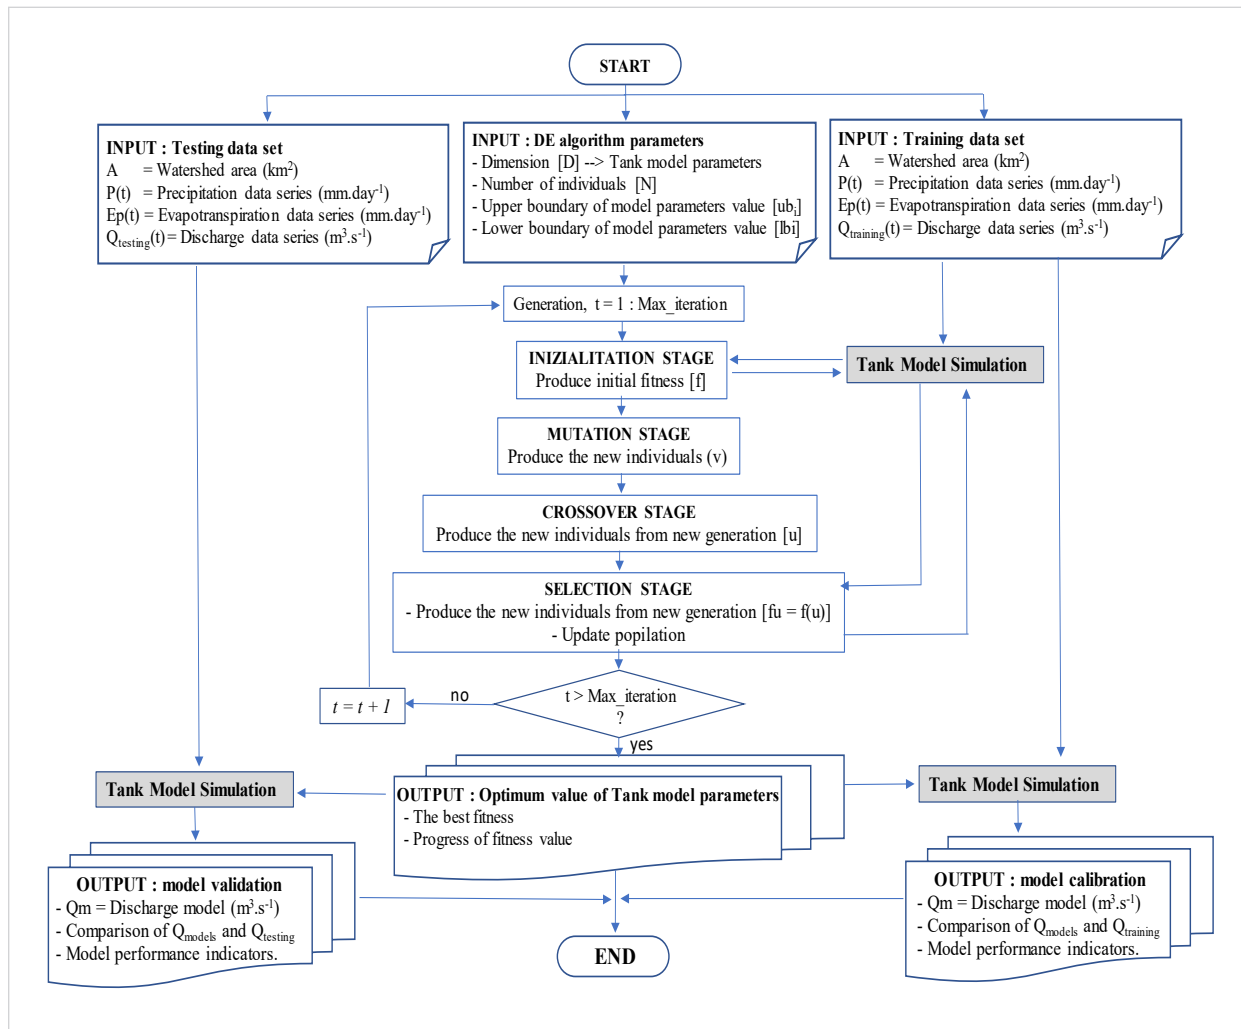 START
INPUT : Testing data set
A = Watershed area (km²)
P(t) = Precipitation data series (mm.day⁻¹)
Ep(t) = Evapotranspiration data series (mm.day⁻¹)
Qtesting(t) = Discharge data series (m³.s⁻¹)
INPUT : DE algorithm parameters
- Dimension [D] --> Tank model parameters
- Number of individuals [N]
- Upper boundary of model parameters value [ubi]
- Lower boundary of model parameters value [lbi]
INPUT : Training data set
A = Watershed area (km²)
P(t) = Precipitation data series (mm.day⁻¹)
Ep(t) = Evapotranspiration data series (mm.day⁻¹)
Qtraining(t) = Discharge data series (m³.s⁻¹)
Generation, t = 1 : Max_iteration
INIZIALITATION STAGE
Produce initial fitness [f]
Tank Model Simulation
MUTATION STAGE
Produce the new individuals (v)
CROSSOVER STAGE
Produce the new individuals from new generation [u]
SELECTION STAGE
- Produce the new individuals from new generation [fu = f(u)]
- Update popilation
t > Max_iteration
?
no
t = t + 1
yes
Tank Model Simulation
OUTPUT : Optimum value of Tank model parameters
- The best fitness
- Progress of fitness value
Tank Model Simulation
OUTPUT : model validation
- Qm = Discharge model (m³.s⁻¹)
- Comparison of Qmodels and Qtesting
- Model performance indicators.
OUTPUT : model calibration
- Qm = Discharge model (m³.s⁻¹)
- Comparison of Qmodels and Qtraining
- Model performance indicators.
END